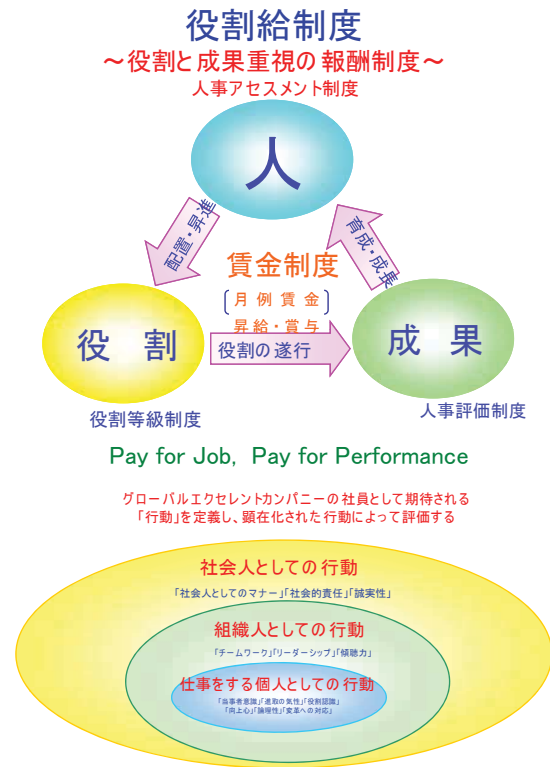 役割給制度
～役割と成果重視の報酬制度～
人事アセスメント制度
人
配置・昇進
育成・成長
賃金制度
〔月例賃金〕
昇給・賞与
役割
成果
役割の遂行
役割等級制度
人事評価制度
Pay for Job, Pay for Performance
グローバルエクセレントカンパニーの社員として期待される
「行動」を定義し、顕在化された行動によって評価する
社会人としての行動
「社会人としてのマナー」「社会的責任」「誠実性」
組織人としての行動
「チームワーク」「リーダーシップ」「傾聴力」
仕事をする個人としての行動
「当事者意識」「進取の気性」「役割認識」
「向上心」「論理性」「変革への対応」